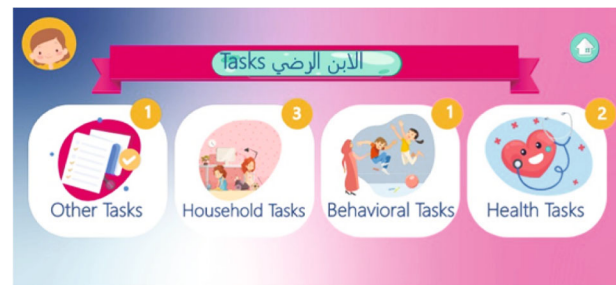 الابن الرضي Tasks
1
3
1
2
Other Tasks
Household Tasks
Behavioral Tasks
Health Tasks